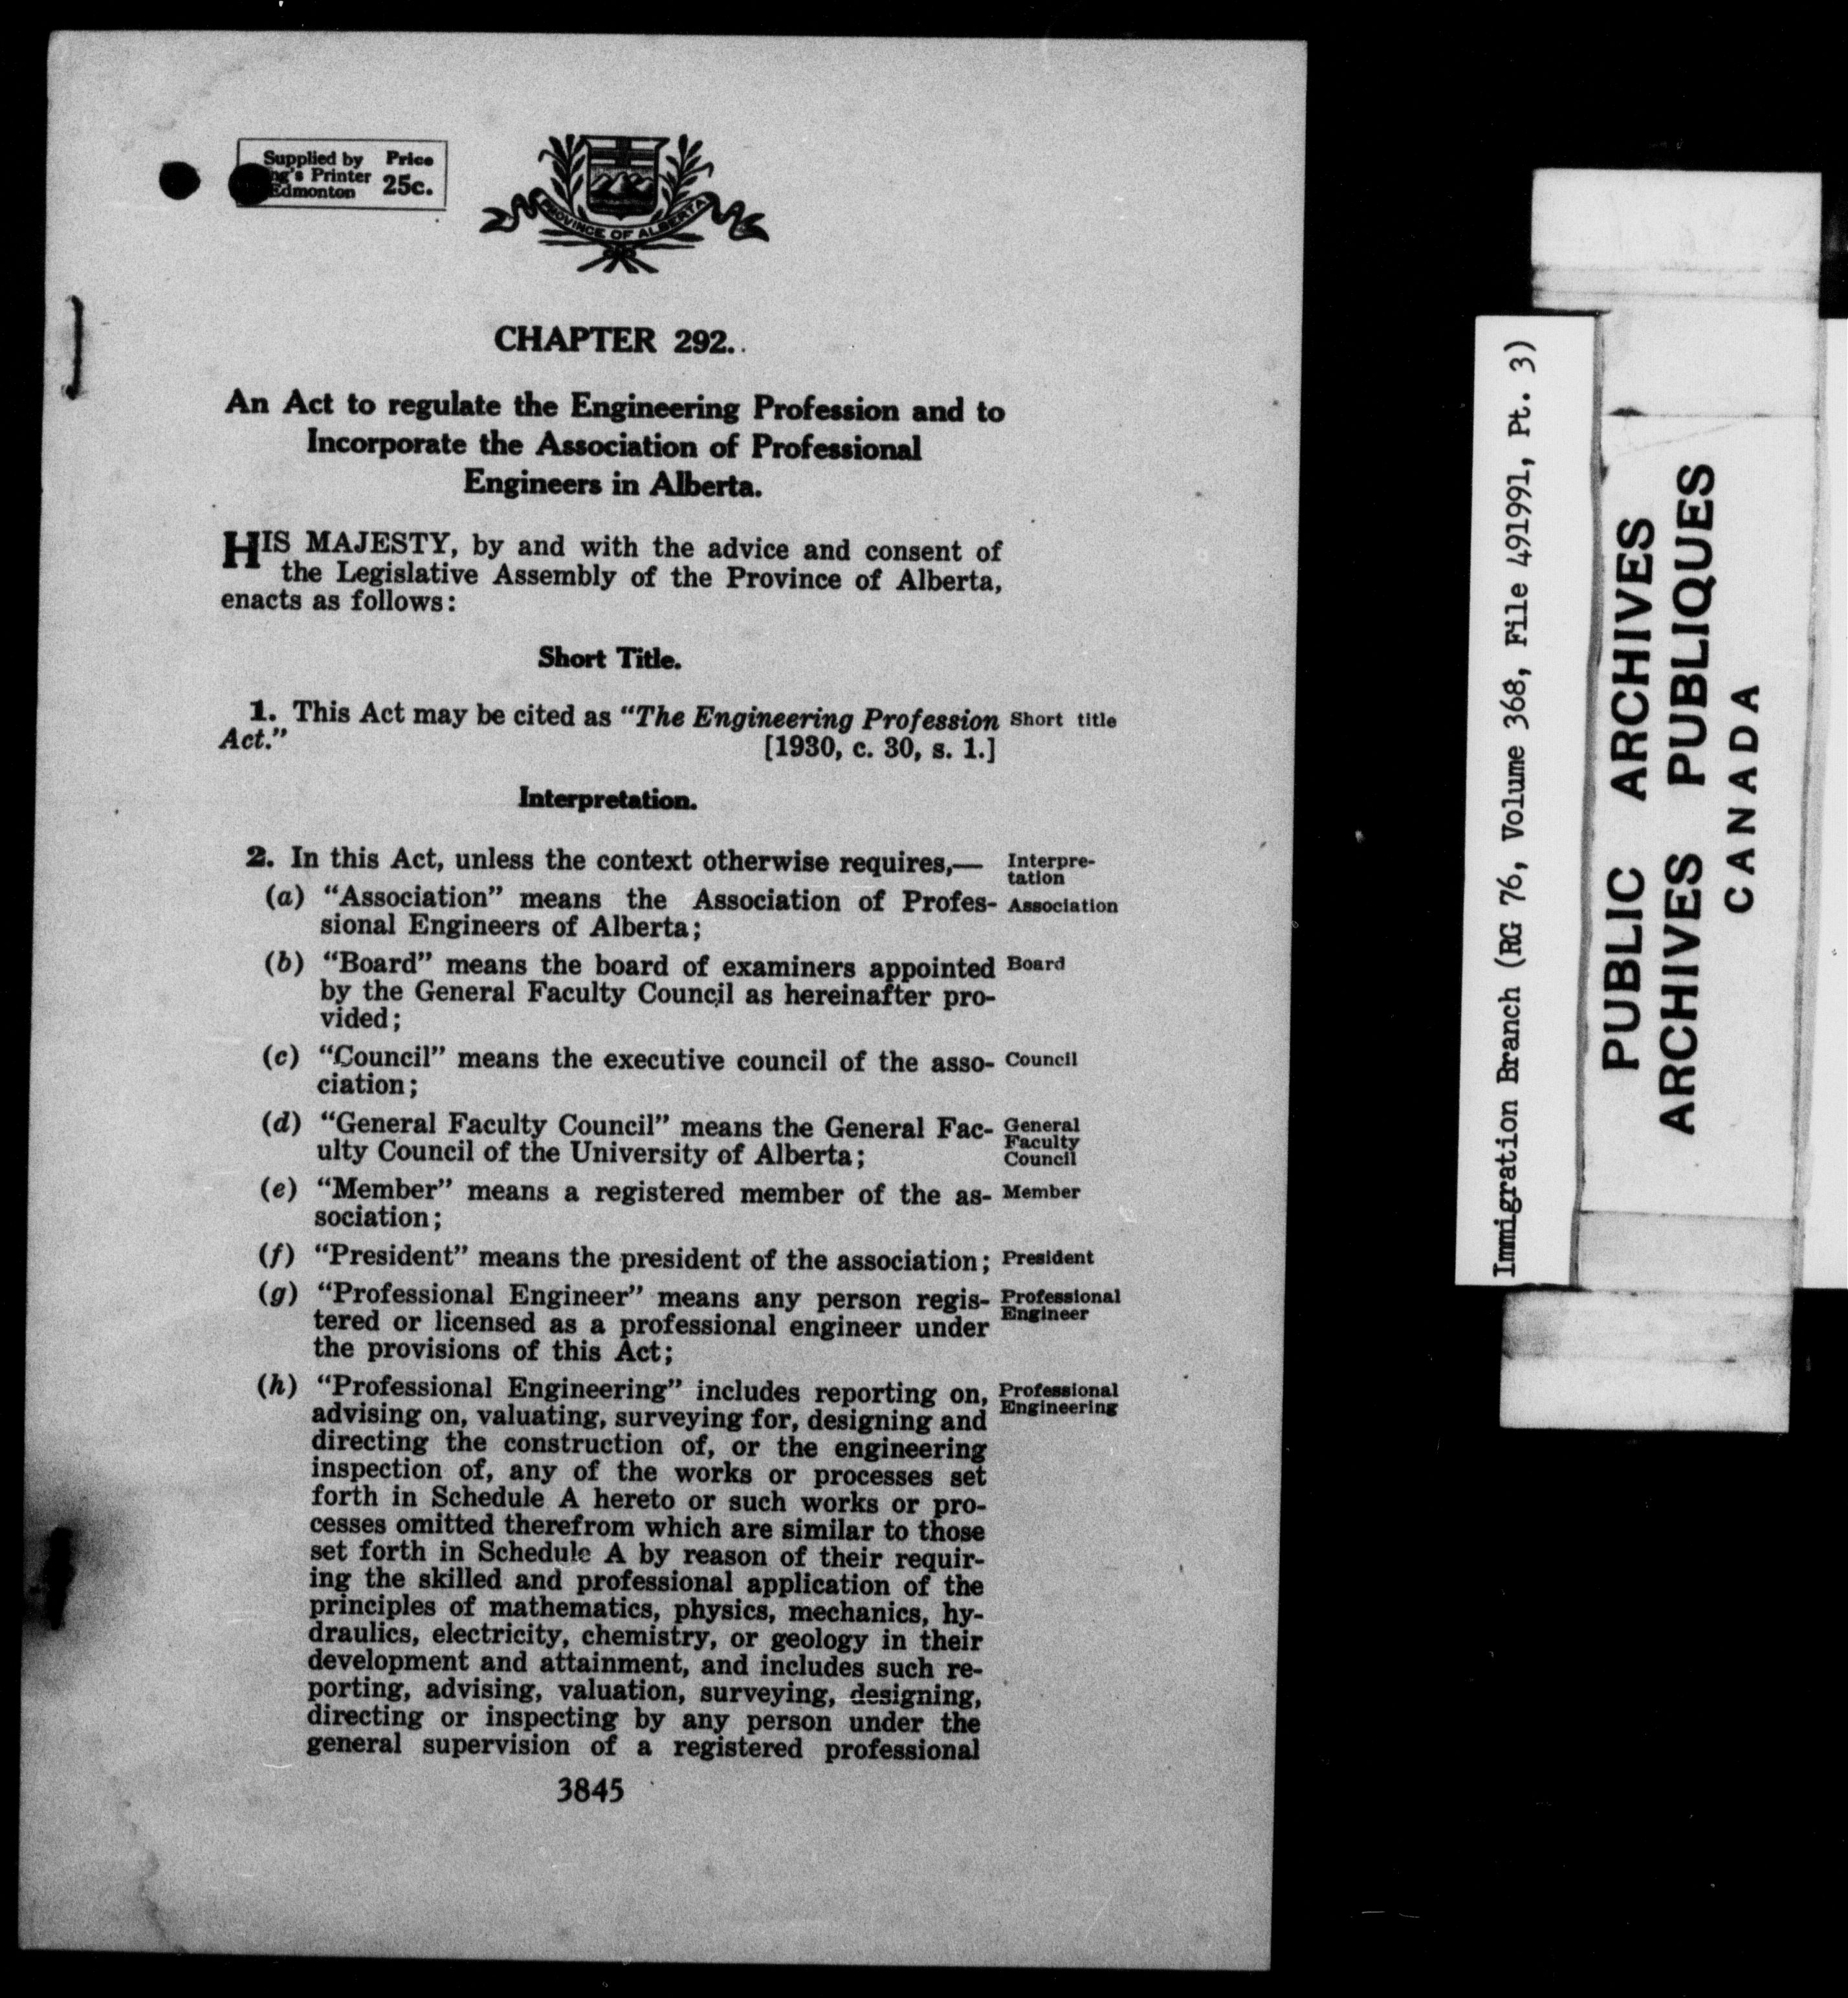 Supplied by Price
ng's Printer 25c.
Edmonton
PROVINCE OF ALBERTA
CHAPTER 292.
An Act to regulate the Engineering Profession and to
Incorporate the Association of Professional
Engineers in Alberta.
HIS MAJESTY, by and with the advice and consent of
the Legislative Assembly of the Province of Alberta,
enacts as follows:
Short Title.
1. This Act may be cited as "The Engineering Profession Short title
Act." [1930, c. 30, s. 1.]
Interpretation.
2. In this Act, unless the context otherwise requires,— Interpre-
tation
(a) "Association" means the Association of Profes- Association
sional Engineers of Alberta;
(b) "Board" means the board of examiners appointed Board
by the General Faculty Council as hereinafter pro-
vided;
(c) "Council" means the executive council of the asso- Council
ciation;
(d) "General Faculty Council" means the General Fac- General
Faculty
ulty Council of the University of Alberta; Council
(e) "Member" means a registered member of the as- Member
sociation;
(f) "President" means the president of the association; President
(g) "Professional Engineer" means any person regis- Professional
tered or licensed as a professional engineer under Engineer
the provisions of this Act;
(h) "Professional Engineering" includes reporting on, Professional
advising on, valuating, surveying for, designing and Engineering
directing the construction of, or the engineering
inspection of, any of the works or processes set
forth in Schedule A hereto or such works or pro-
cesses omitted therefrom which are similar to those
set forth in Schedule A by reason of their requir-
ing the skilled and professional application of the
principles of mathematics, physics, mechanics, hy-
draulics, electricity, chemistry, or geology in their
development and attainment, and includes such re-
porting, advising, valuation, surveying, designing,
directing or inspecting by any person under the
general supervision of a registered professional
3845
Immigration Branch (RG 76, Volume 368, File 491991, Pt. 3)
PUBLIC ARCHIVES
ARCHIVES PUBLIQUES
CANADA